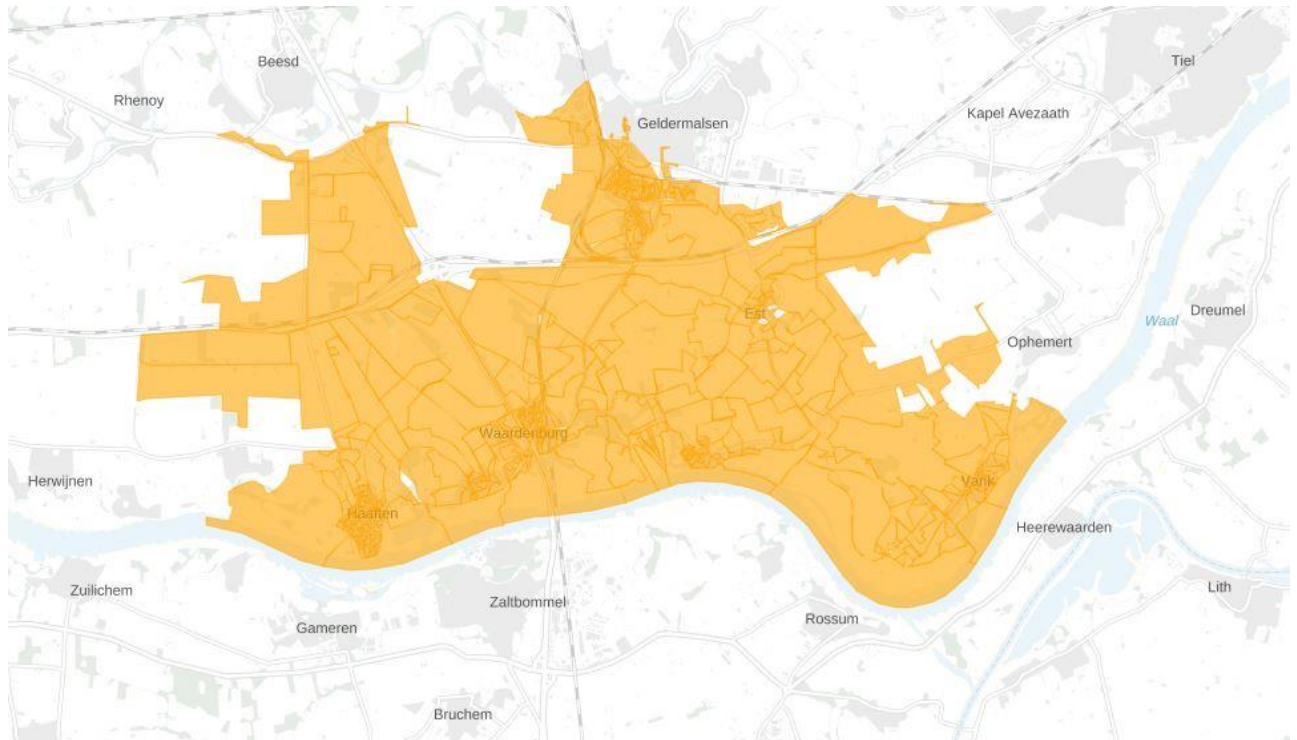 Beesd
Tiel
Rhenoy
Kapel Avezaath
Geldermalsen
Dreumel
Est
Waal
Ophemert
Waardenburg
Herwijnen
Varik
Haaften
Heerewaarden
Zuilichem
Lith
Zaltbommel
Rossum
Gameren
Bruchem